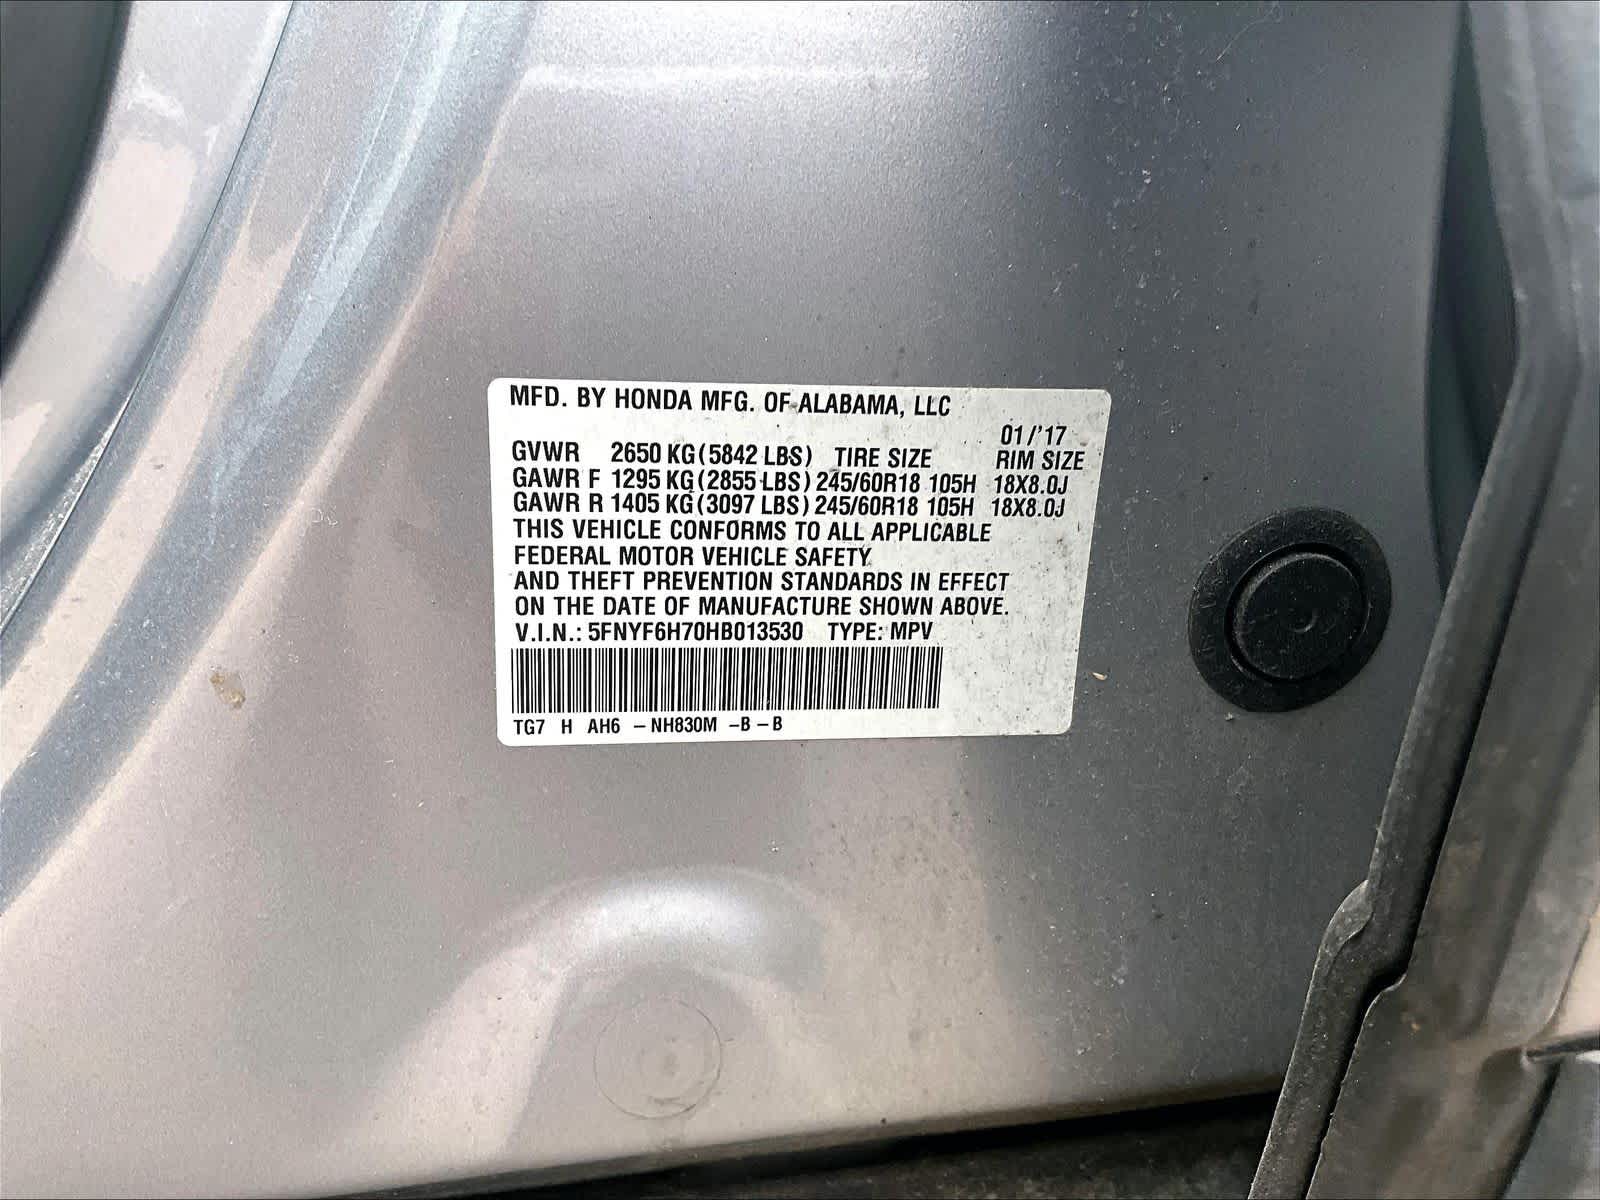 MFD. BY HONDA MFG. OF ALABAMA, LLC
01/'17
GVWR 2650 KG (5842 LBS) TIRE SIZE RIM SIZE
GAWR F 1295 KG (2855 LBS) 245/60R18 105H 18X8.0J
GAWR R 1405 KG (3097 LBS) 245/60R18 105H 18X8.0J
THIS VEHICLE CONFORMS TO ALL APPLICABLE
FEDERAL MOTOR VEHICLE SAFETY
AND THEFT PREVENTION STANDARDS IN EFFECT
ON THE DATE OF MANUFACTURE SHOWN ABOVE.
V.I.N.: 5FNYF6H70HB013530 TYPE: MPV
TG7 H AH6 – NH830M – B – B